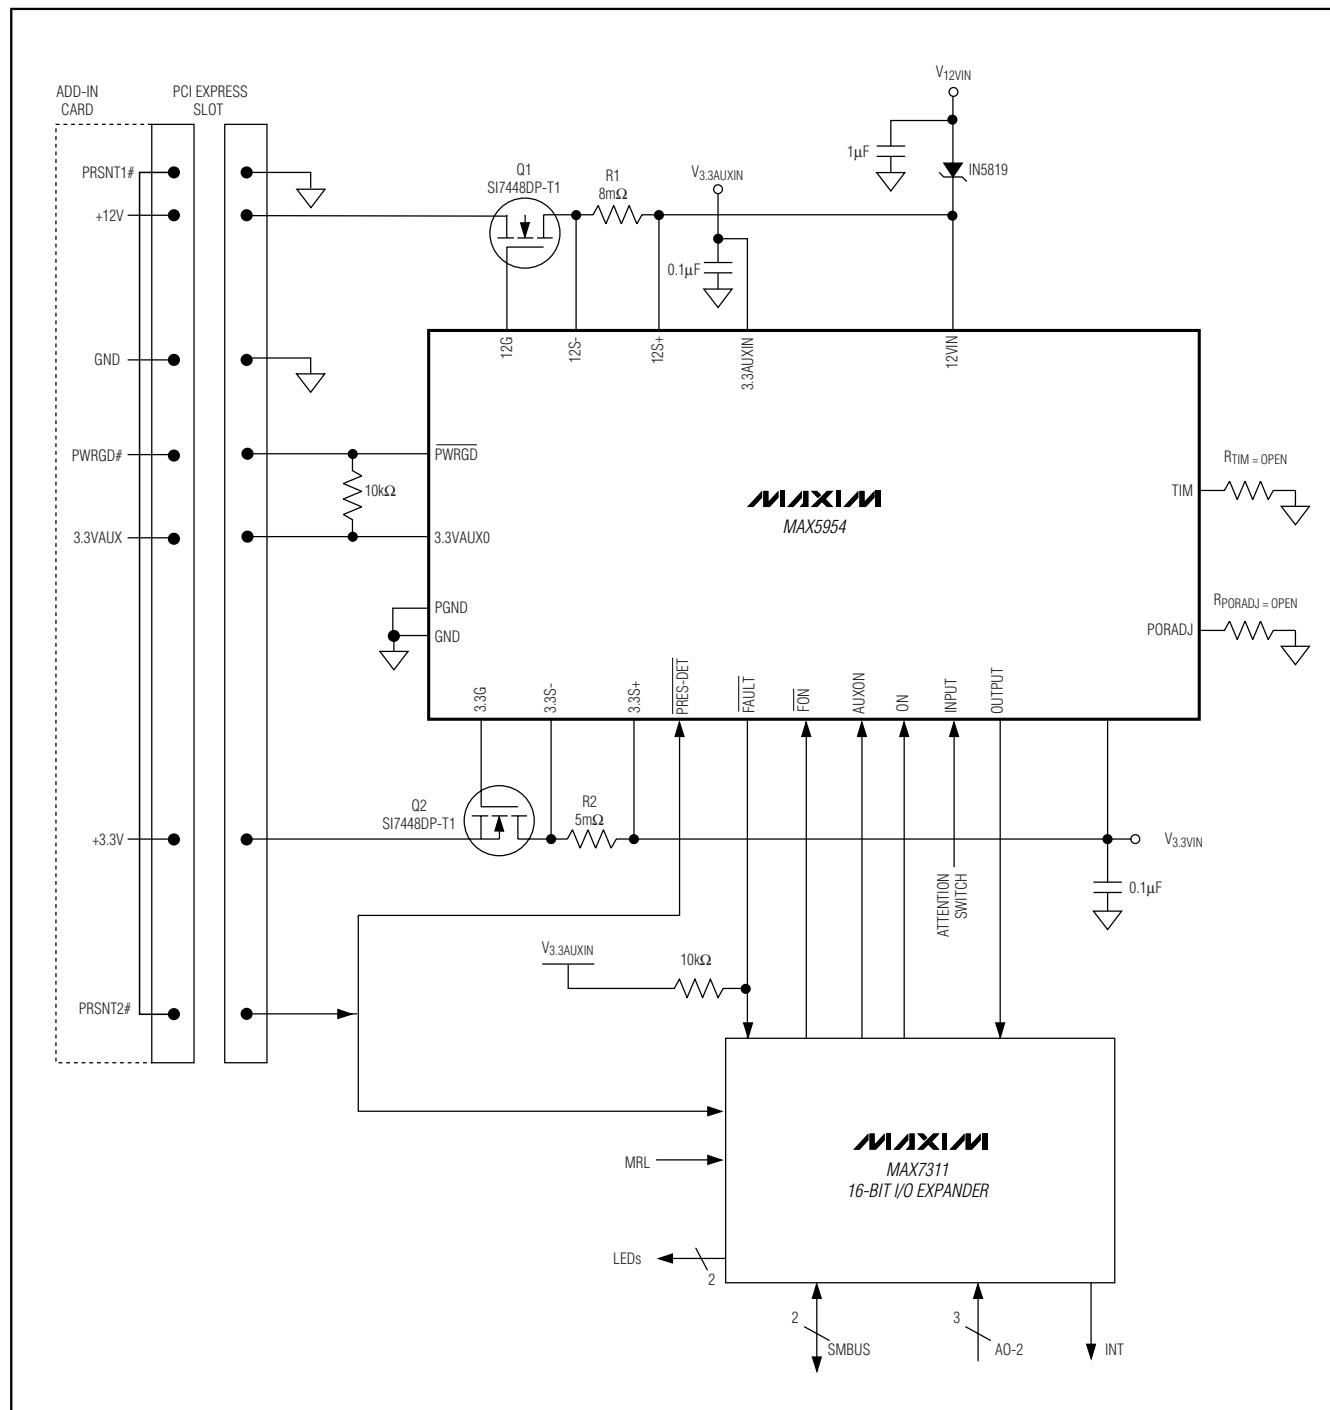 ADD-IN
CARD
PCI EXPRESS
SLOT
PRSNT1#
+12V
GND
PWRGD#
3.3VAUX
+3.3V
PRSNT2#
Q1
SI7448DP-T1
R1
8mΩ
V3.3AUXIN
0.1µF
V12VIN
1µF
IN5819
12G
12S-
12S+
3.3AUXIN
12VIN
PWRGD
10kΩ
3.3VAUX0
PGND
GND
MAXIM
MAX5954
TIM
RTIM = OPEN
PORADJ
RPORADJ = OPEN
3.3G
3.3S-
3.3S+
PRES-DET
FAULT
FON
AUXON
ON
INPUT
OUTPUT
Q2
SI7448DP-T1
R2
5mΩ
V3.3VIN
0.1µF
ATTENTION
SWITCH
V3.3AUXIN
10kΩ
MAXIM
MAX7311
16-BIT I/O EXPANDER
MRL
LEDs
2
2
SMBUS
3
AO-2
INT